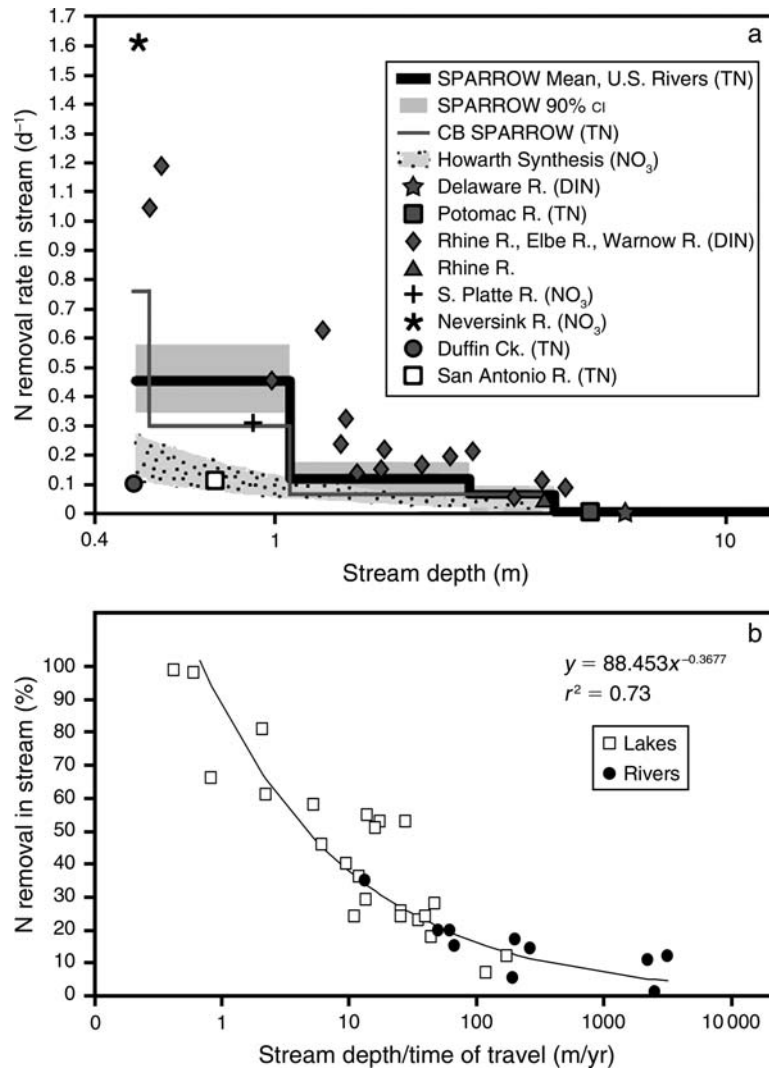 a
1.7
1.6
1.5
1.4
1.3
1.2
1.1
1.0
0.9
0.8
0.7
0.6
0.5
0.4
0.3
0.2
0.1
0
N removal rate in stream (d⁻¹)
SPARROW Mean, U.S. Rivers (TN)
SPARROW 90% CI
CB SPARROW (TN)
Howarth Synthesis (NO₃)
Delaware R. (DIN)
Potomac R. (TN)
Rhine R., Elbe R., Warnow R. (DIN)
Rhine R.
S. Platte R. (NO₃)
Neversink R. (NO₃)
Duffin Ck. (TN)
San Antonio R. (TN)
0.4 1 10
Stream depth (m)
b
100
90
80
70
60
50
40
30
20
10
0
N removal in stream (%)
y = 88.453x⁻⁰·³⁶⁷⁷
r² = 0.73
Lakes
Rivers
0 1 10 100 1000 10 000
Stream depth/time of travel (m/yr)